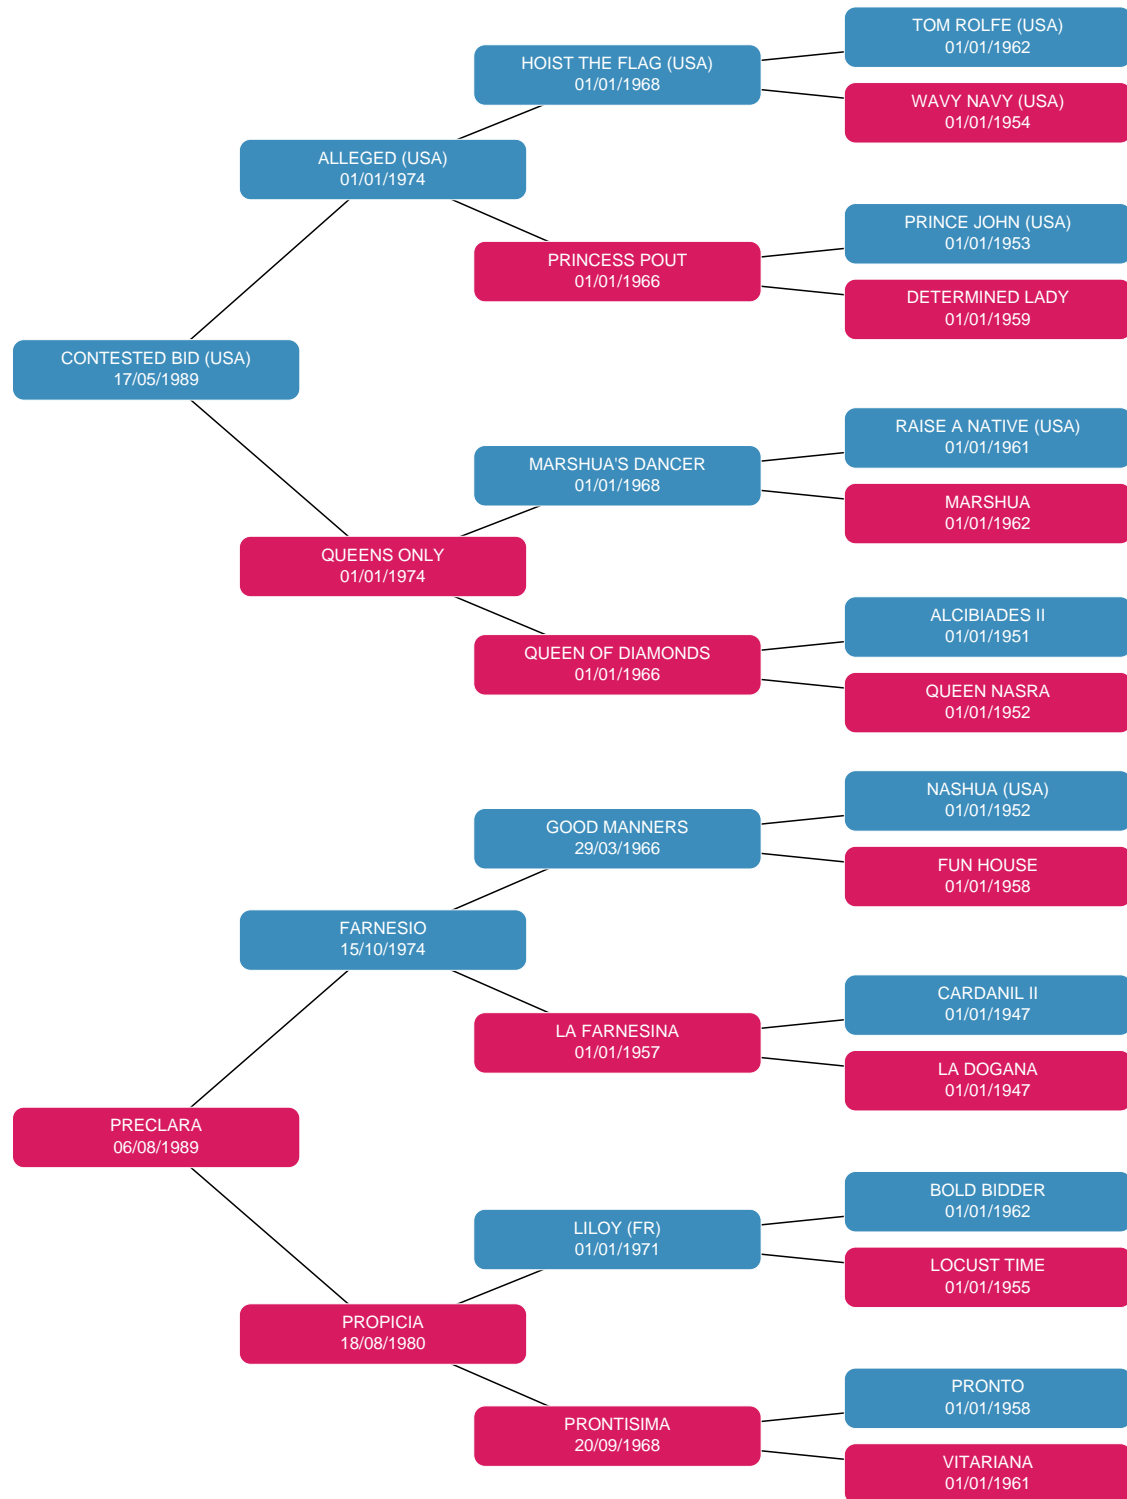 TOM ROLFE (USA)
01/01/1962
HOIST THE FLAG (USA)
01/01/1968
WAVY NAVY (USA)
01/01/1954
ALLEGED (USA)
01/01/1974
PRINCE JOHN (USA)
01/01/1953
PRINCESS POUT
01/01/1966
DETERMINED LADY
01/01/1959
CONTESTED BID (USA)
17/05/1989
RAISE A NATIVE (USA)
01/01/1961
MARSHUA'S DANCER
01/01/1968
MARSHUA
01/01/1962
QUEENS ONLY
01/01/1974
ALCIBIADES II
01/01/1951
QUEEN OF DIAMONDS
01/01/1966
QUEEN NASRA
01/01/1952
NASHUA (USA)
01/01/1952
GOOD MANNERS
29/03/1966
FUN HOUSE
01/01/1958
FARNESIO
15/10/1974
CARDANIL II
01/01/1947
LA FARNESINA
01/01/1957
LA DOGANA
01/01/1947
PRECLARA
06/08/1989
BOLD BIDDER
01/01/1962
LILOY (FR)
01/01/1971
LOCUST TIME
01/01/1955
PROPICIA
18/08/1980
PRONTO
01/01/1958
PRONTISIMA
20/09/1968
VITARIANA
01/01/1961